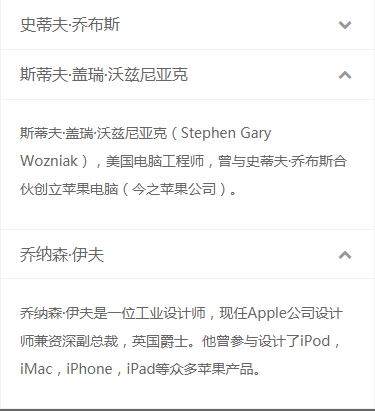 史蒂夫·乔布斯
斯蒂夫·盖瑞·沃兹尼亚克
斯蒂夫·盖瑞·沃兹尼亚克（Stephen Gary
Wozniak），美国电脑工程师，曾与史蒂夫·乔布斯合
伙创立苹果电脑（今之苹果公司）。
乔纳森·伊夫
乔纳森·伊夫是一位工业设计师，现任Apple公司设计
师兼资深副总裁，英国爵士。他曾参与设计了iPod，
iMac，iPhone，iPad等众多苹果产品。